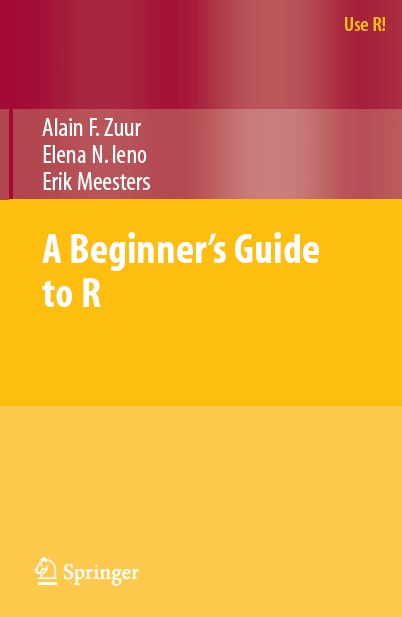 Use R!
Alain F. Zuur
Elena N. Ieno
Erik Meesters
A Beginner's Guide
to R
Springer